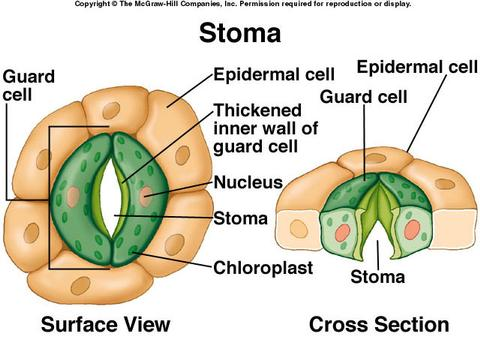 Copyright © The McGraw-Hill Companies, Inc. Permission required for reproduction or display.
Stoma
Guard
cell
Epidermal cell
Thickened
inner wall of
guard cell
Nucleus
Stoma
Chloroplast
Surface View
Epidermal cell
Guard cell
Stoma
Cross Section